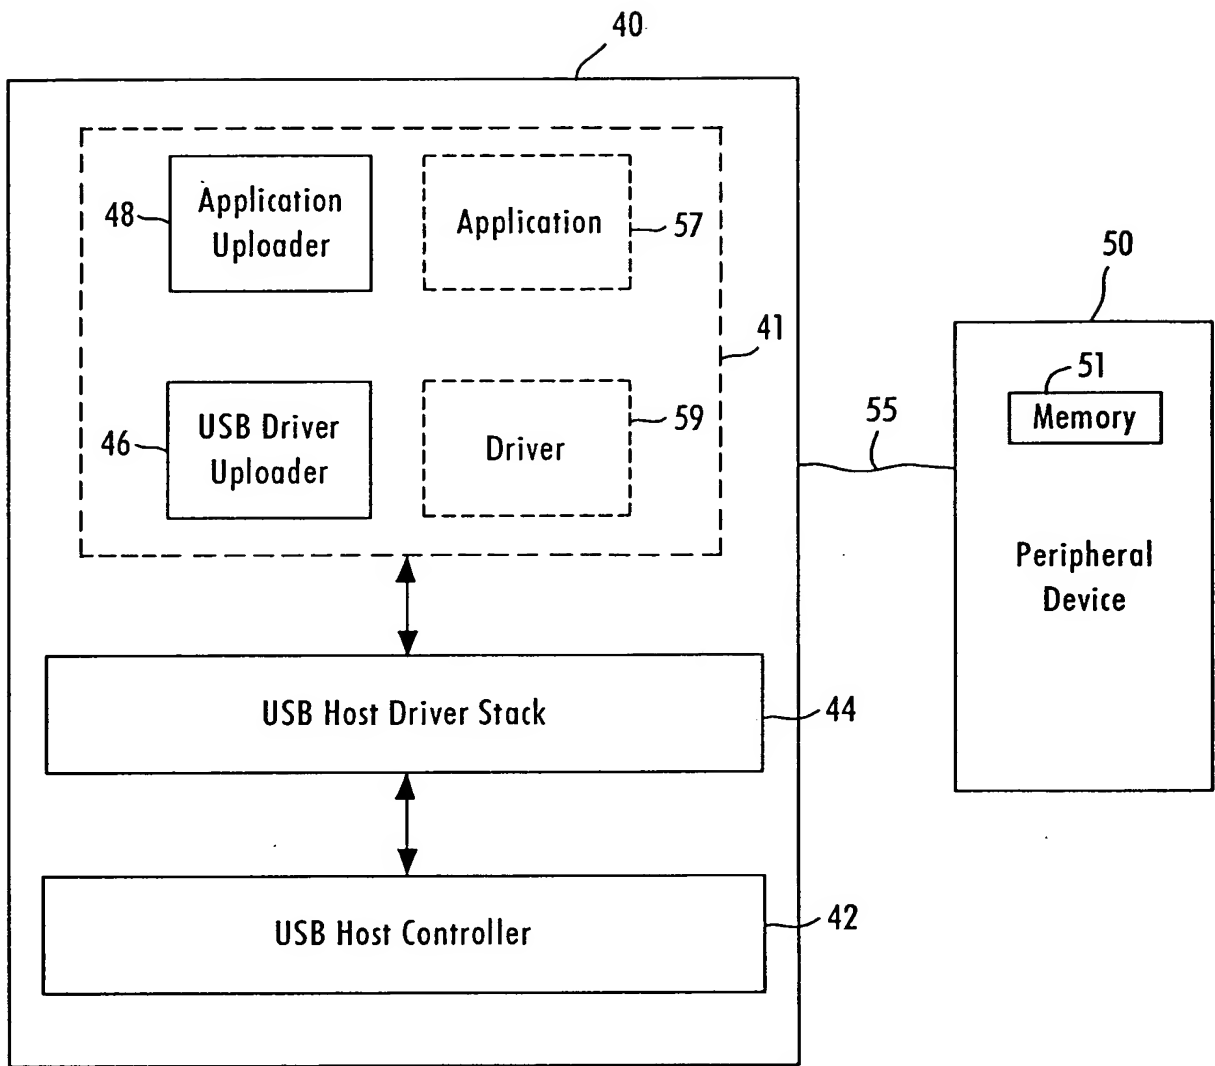 40
48
Application
Uploader
Application
57
41
46
USB Driver
Uploader
Driver
59
55
50
51
Memory
Peripheral
Device
USB Host Driver Stack
44
USB Host Controller
42